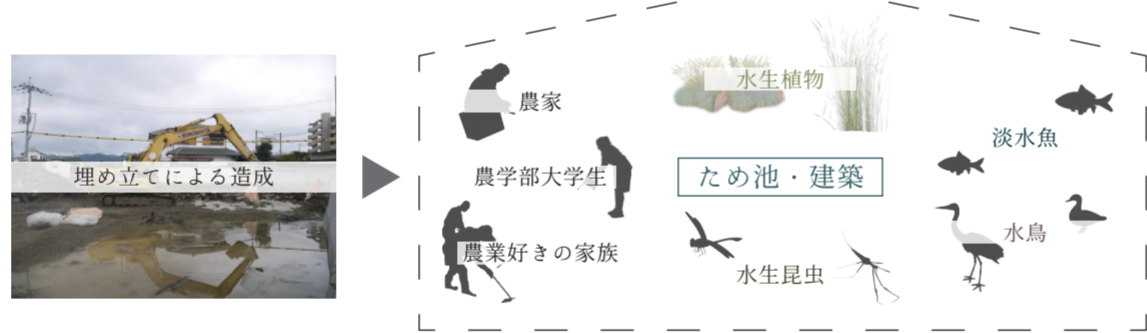 埋め立てによる造成
農家
農学部大学生
農業好きの家族
水生植物
ため池・建築
水生昆虫
淡水魚
水鳥